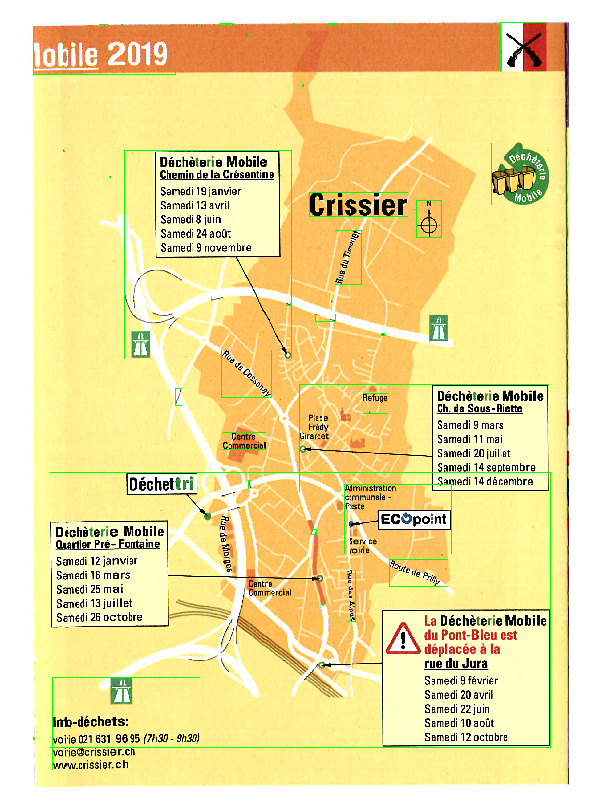 Mobile 2019
Déchèterie Mobile
Chemin de la Crésentine
Samedi 19 janvier
Samedi 13 avril
Samedi 8 juin
Samedi 24 août
Samedi 9 novembre
Déchèterie
Mobile
Crissier
N
Rue du Timonet
Rue de Cossonay
Refuge
Place
Frédy
Girardet
Centre
Commercial
Déchèterie Mobile
Ch. de Sous-Riette
Samedi 9 mars
Samedi 11 mai
Samedi 20 juillet
Samedi 14 septembre
Samedi 14 décembre
Déchettri
Administration
communale -
Poste
ECOpoint
Service
voirie
Rue de Morges
Déchèterie Mobile
Quartier Pré-Fontaine
Samedi 12 janvier
Samedi 16 mars
Samedi 25 mai
Samedi 13 juillet
Samedi 26 octobre
Centre
Commercial
Rue des Alpes
Route de Prilly
La Déchèterie Mobile
du Pont-Bleu est
déplacée à la
rue du Jura
Samedi 9 février
Samedi 20 avril
Samedi 22 juin
Samedi 10 août
Samedi 12 octobre
Info-déchets:
voirie 021 631 96 95 (7h30 - 9h30)
voirie@crissier.ch
www.crissier.ch